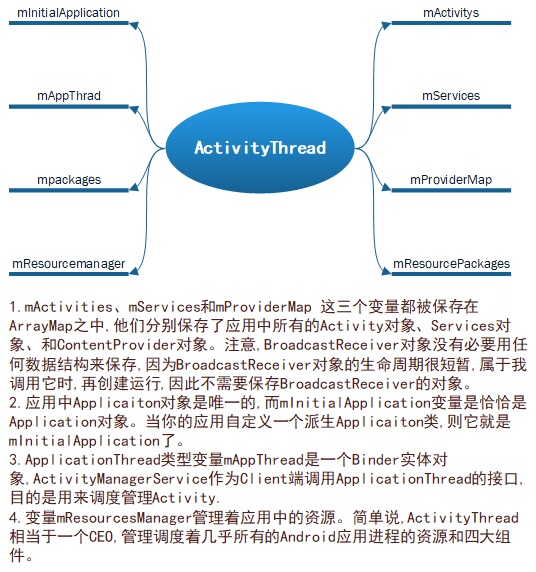 mInitialApplication
mActivitys
mAppThrad
mServices
ActivityThread
mpackages
mProviderMap
mResourcemanager
mResourcePackages
1.mActivities、mServices和mProviderMap 这三个变量都被保存在
ArrayMap之中,他们分别保存了应用中所有的Activity对象、Services对
象、和ContentProvider对象。注意,BroadcastReceiver对象没有必要用任
何数据结构来保存,因为BroadcastReceiver对象的生命周期很短暂,属于我
调用它时,再创建运行,因此不需要保存BroadcastReceiver的对象。
2.应用中Applicaiton对象是唯一的,而mInitialApplication变量是恰恰是
Application对象。当你的应用自定义一个派生Applicaiton类,则它就是
mInitialApplication了。
3.ApplicationThread类型变量mAppThread是一个Binder实体对
象,ActivityManagerService作为Client端调用ApplicationThread的接口,
目的是用来调度管理Activity.
4.变量mResourcesManager管理着应用中的资源。简单说,ActivityThread
相当于一个CEO,管理调度着几乎所有的Android应用进程的资源和四大组
件。